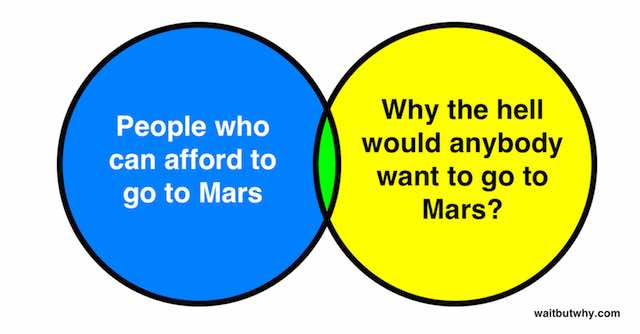 People who
can afford to
go to Mars
Why the hell
would anybody
want to go to
Mars?
waitbutwhy.com